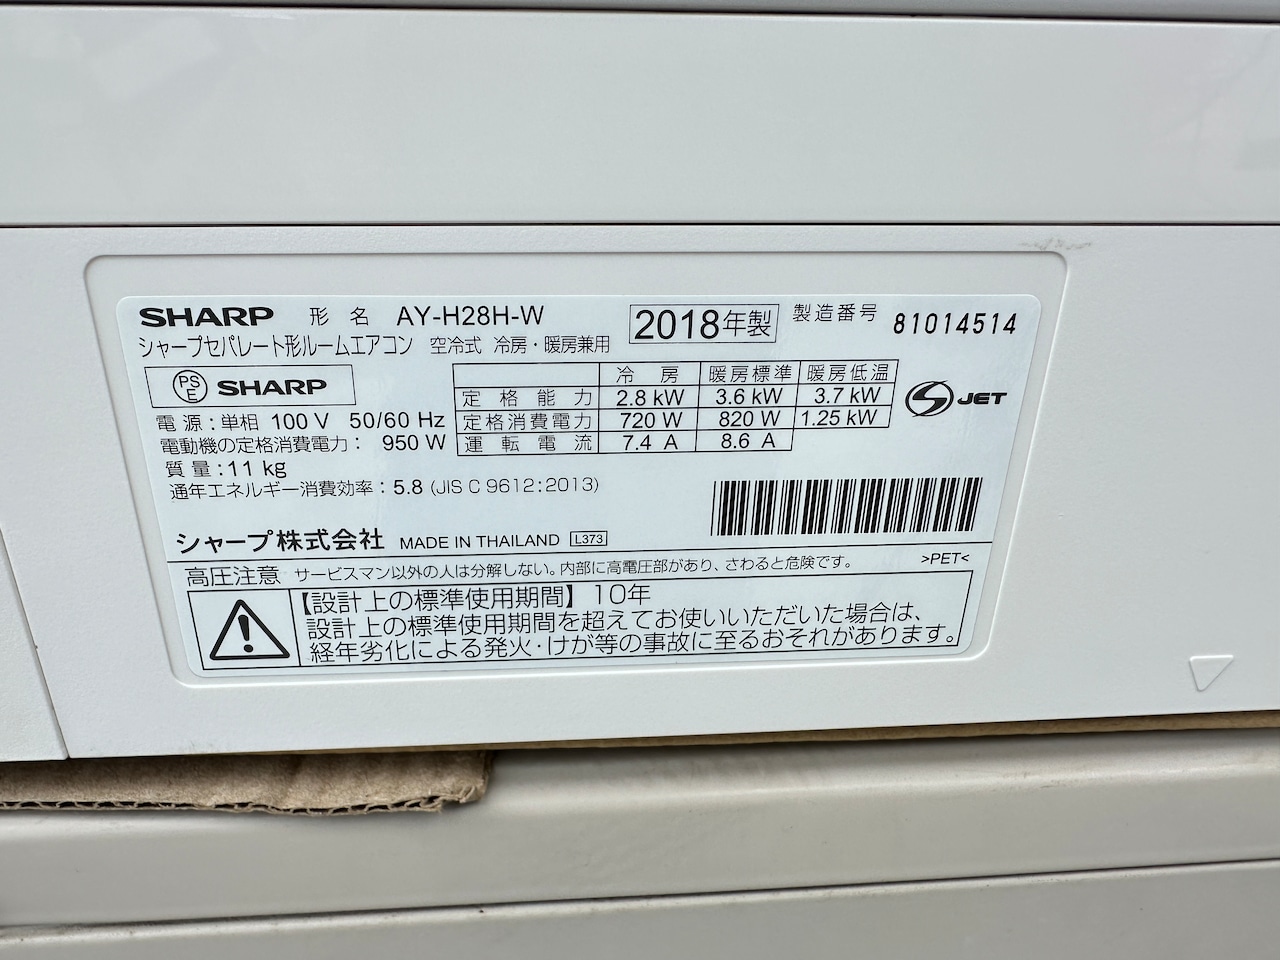 SHARP 形名 AY-H28H-W 2018年製 製造番号 81014514
シャープセパレート形ルームエアコン 空冷式 冷房・暖房兼用
PS E SHARP
冷房 暖房標準 暖房低温
定格能力 2.8 kW 3.6 kW 3.7 kW
定格消費電力 720 W 820 W 1.25 kW
運転電流 7.4 A 8.6 A
S JET
電源:単相 100 V 50/60 Hz
電動機の定格消費電力: 950 W
質量:11 kg
通年エネルギー消費効率:5.8 (JIS C 9612:2013)
シャープ株式会社 MADE IN THAILAND L373
高圧注意 サービスマン以外の人は分解しない。内部に高電圧部があり、さわると危険です。 >PET<
【設計上の標準使用期間】10年
設計上の標準使用期間を超えてお使いいただいた場合は、
経年劣化による発火・けが等の事故に至るおそれがあります。